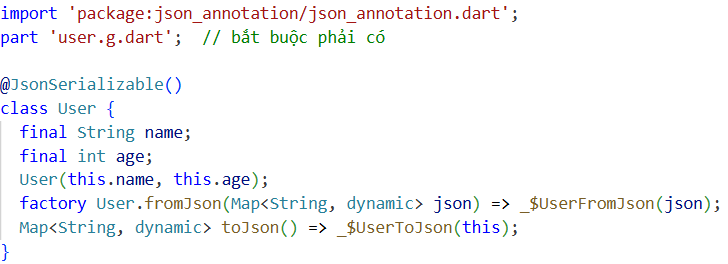 import 'package:json_annotation/json_annotation.dart';
part 'user.g.dart';  // bắt buộc phải có

@JsonSerializable()
class User {
  final String name;
  final int age;
  User(this.name, this.age);
  factory User.fromJson(Map<String, dynamic> json) => _$UserFromJson(json);
  Map<String, dynamic> toJson() => _$UserToJson(this);
}